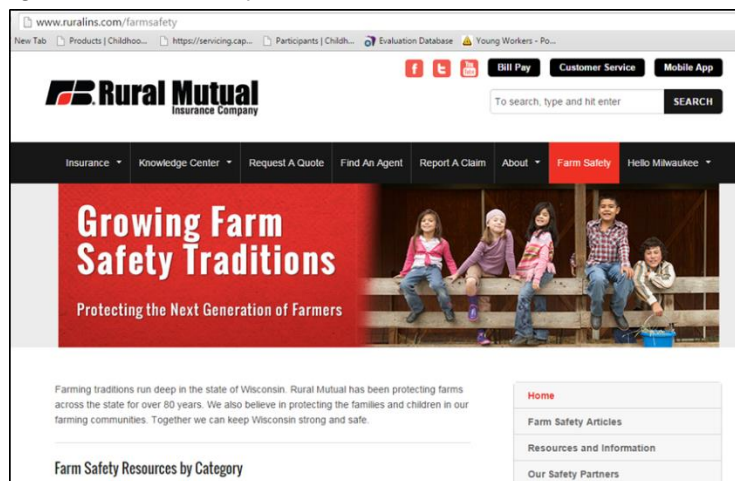 www.ruralins.com/farmsafety
New Tab Products | Childhoo... https://servicing.cap... Participants | Childh... Evaluation Database Young Workers - Po...
f t You Tube Bill Pay Customer Service Mobile App
FB. Rural Mutual
Insurance Company
To search, type and hit enter SEARCH
Insurance Knowledge Center Request A Quote Find An Agent Report A Claim About Farm Safety Hello Milwaukee
Growing Farm
Safety Traditions
Protecting the Next Generation of Farmers
Farming traditions run deep in the state of Wisconsin. Rural Mutual has been protecting farms
across the state for over 80 years. We also believe in protecting the families and children in our
farming communities. Together we can keep Wisconsin strong and safe.
Home
Farm Safety Articles
Resources and Information
Our Safety Partners
Farm Safety Resources by Category